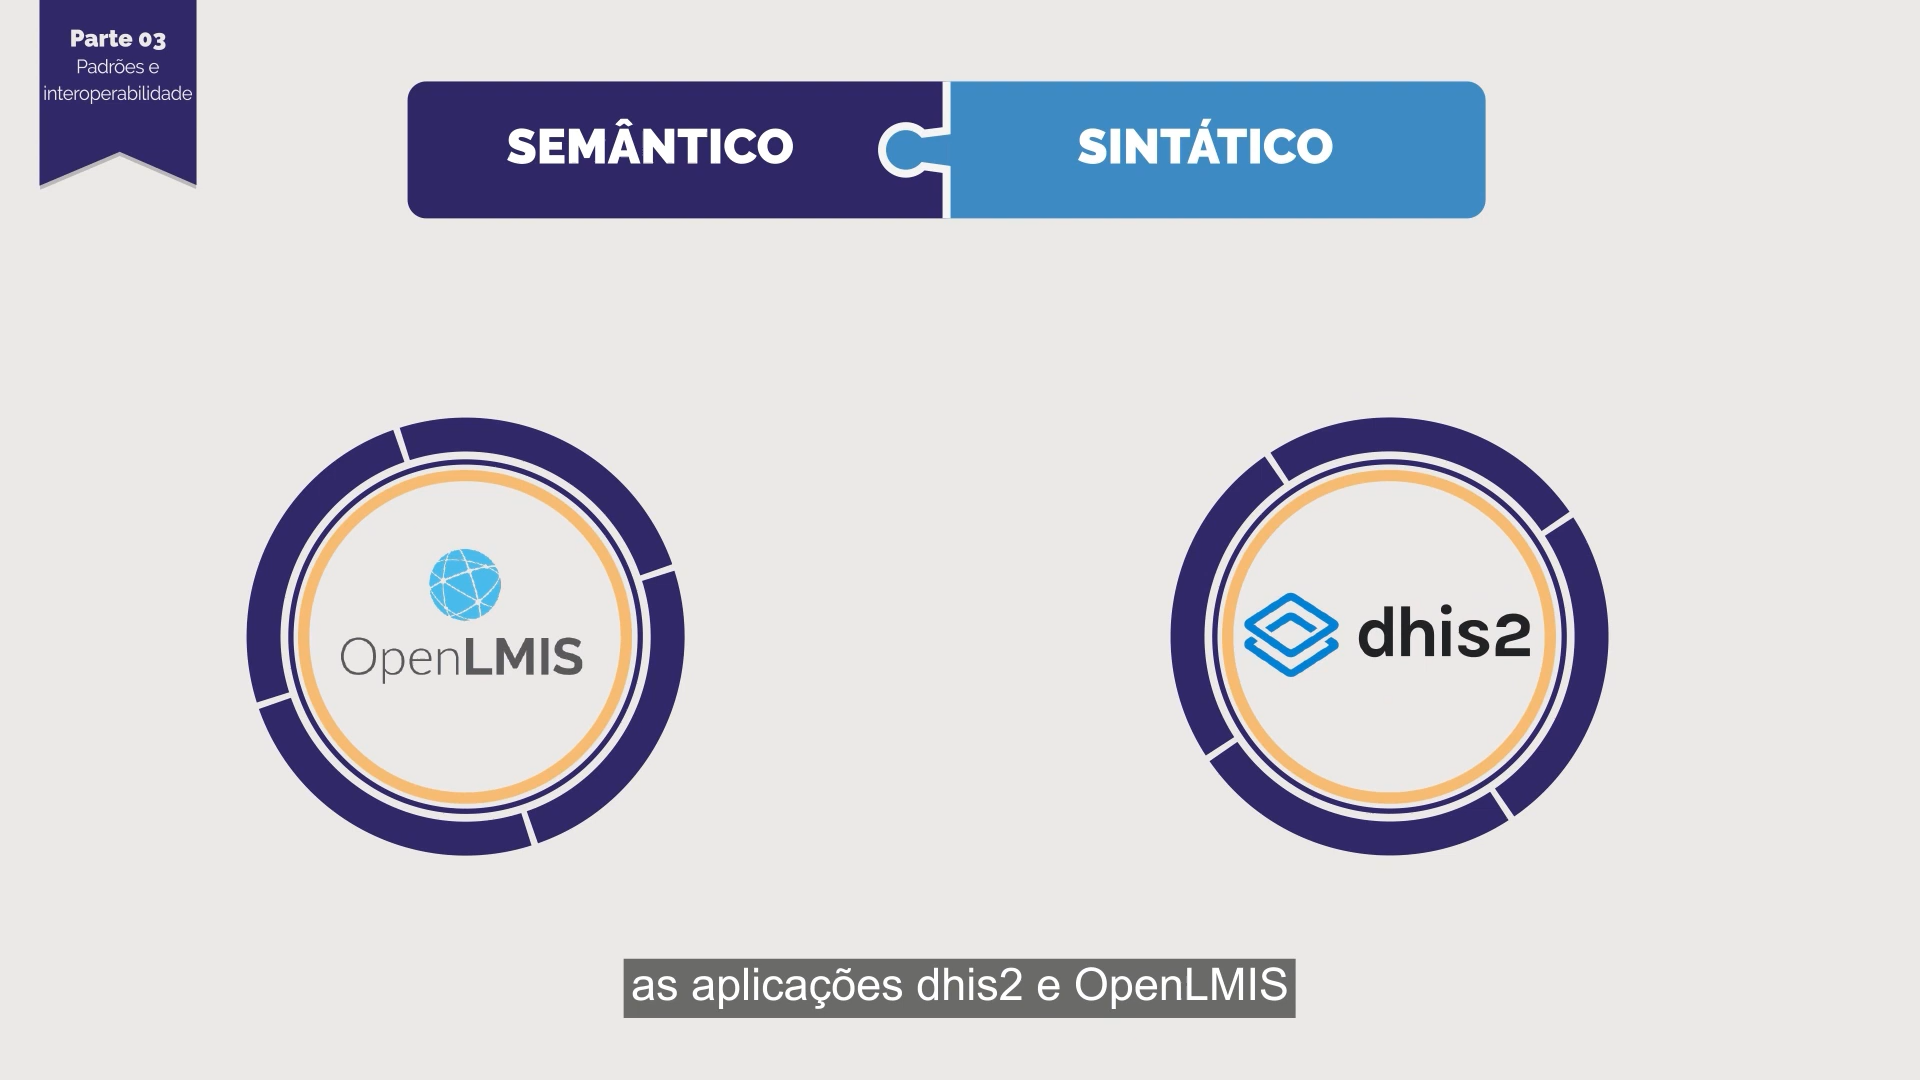 Parte 03
Padrões e
interoperabilidade
SEMÂNTICO
SINTÁTICO
OpenLMIS
dhis2
as aplicações dhis2 e OpenLMIS